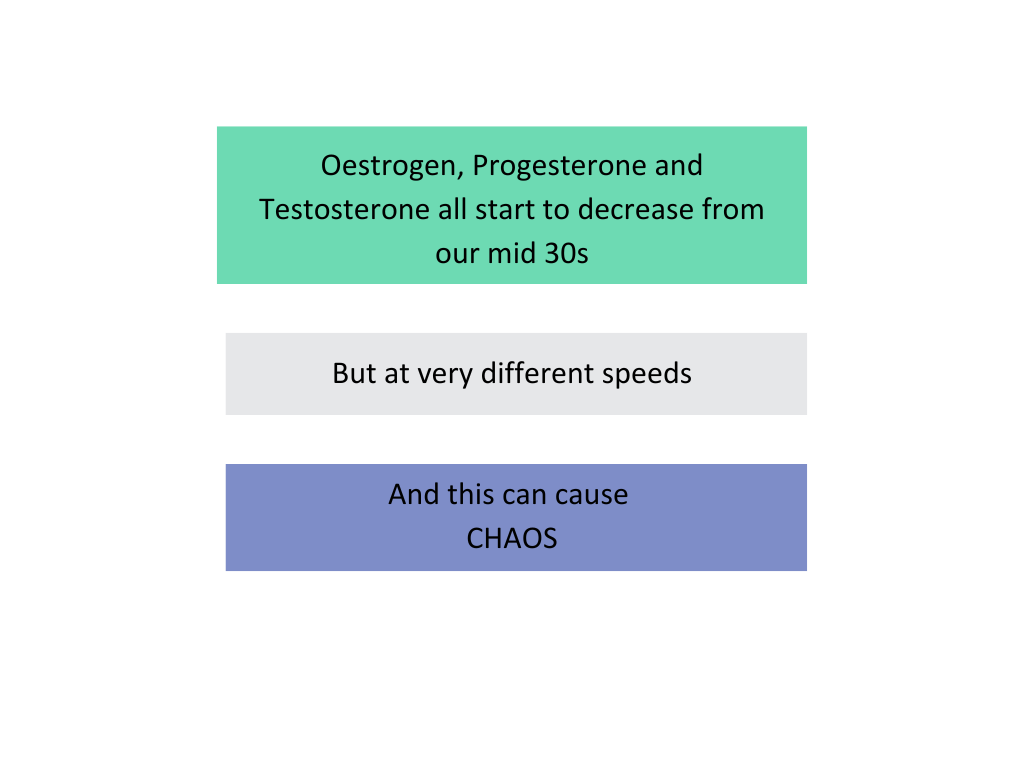 Oestrogen, Progesterone and
Testosterone all start to decrease from
our mid 30s
But at very different speeds
And this can cause
CHAOS